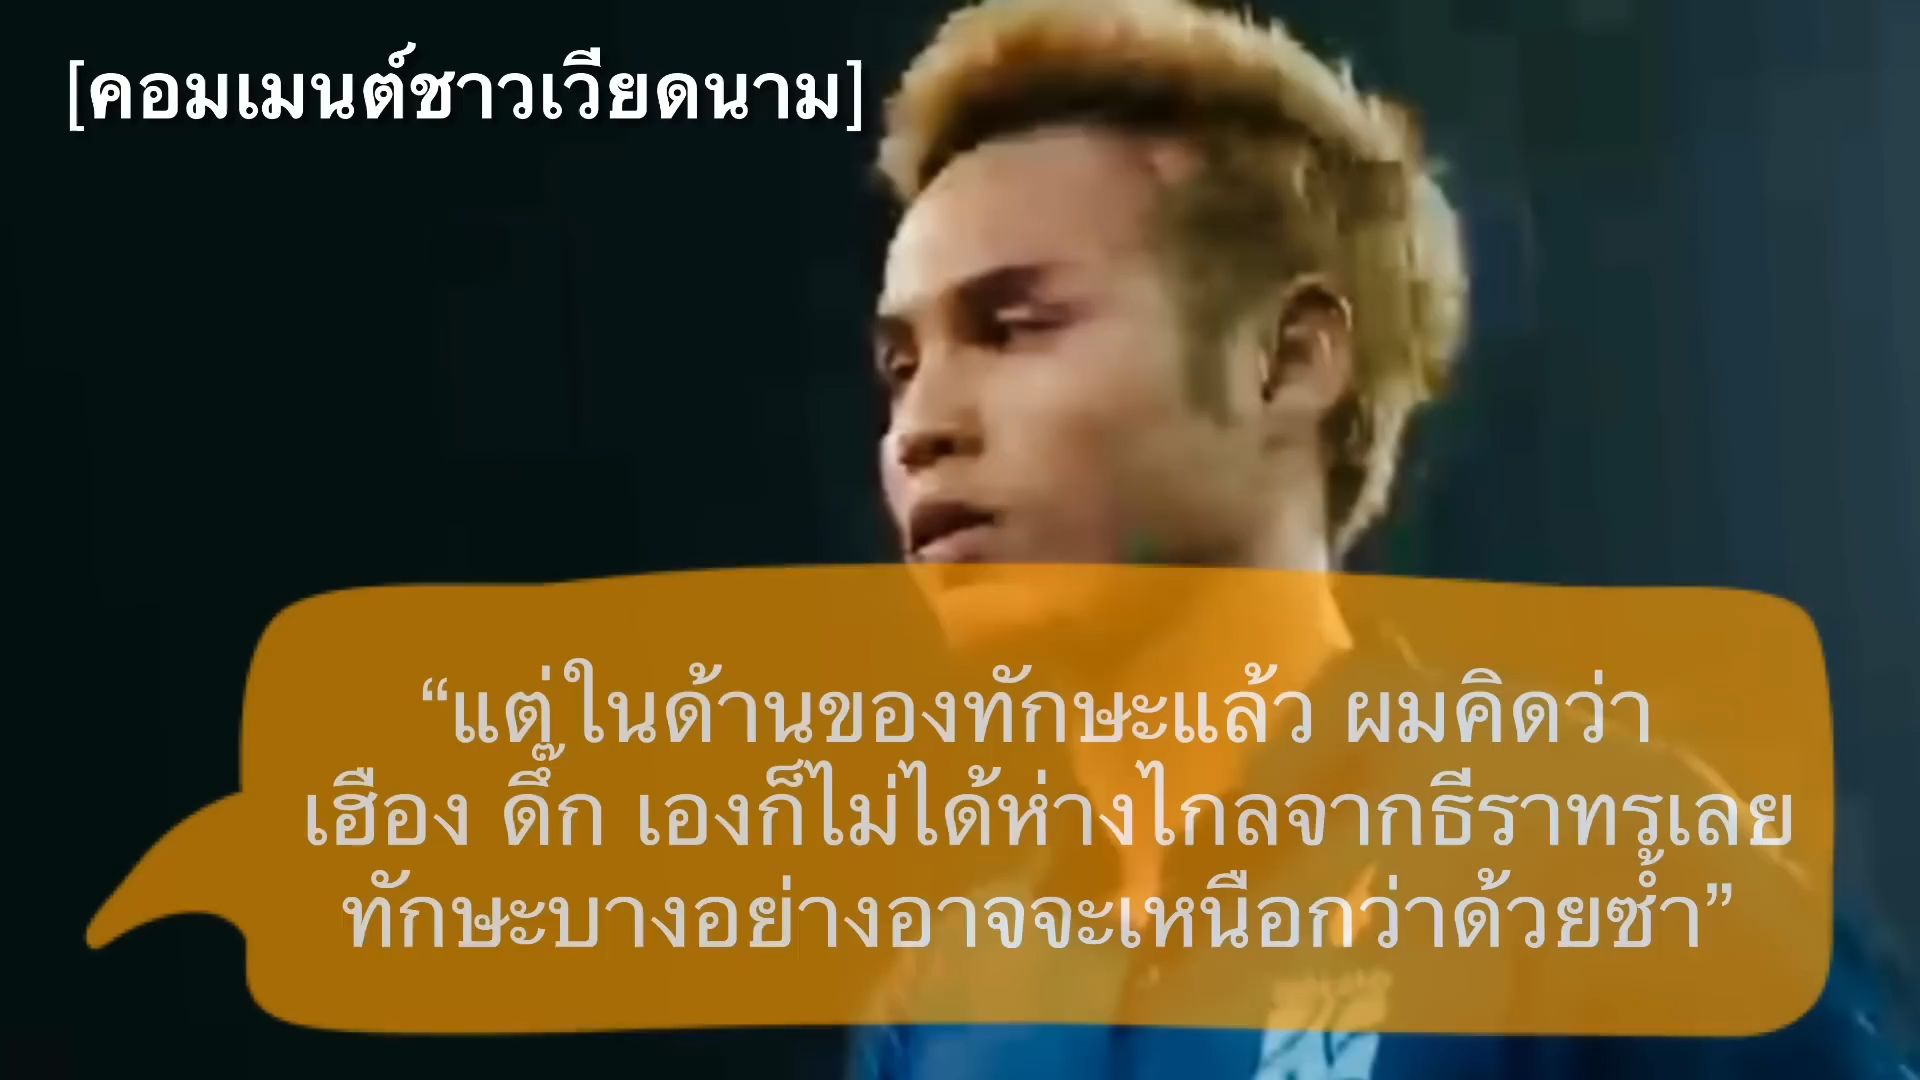 [คอมเมนต์ชาวเวียดนาม]
“แต่ในด้านของทักษะแล้ว ผมคิดว่า
เฮือง ดึ๊ก เองก็ไม่ได้ห่างไกลจากธีราทรเลย
ทักษะบางอย่างอาจจะเหนือกว่าด้วยซ้ำ”